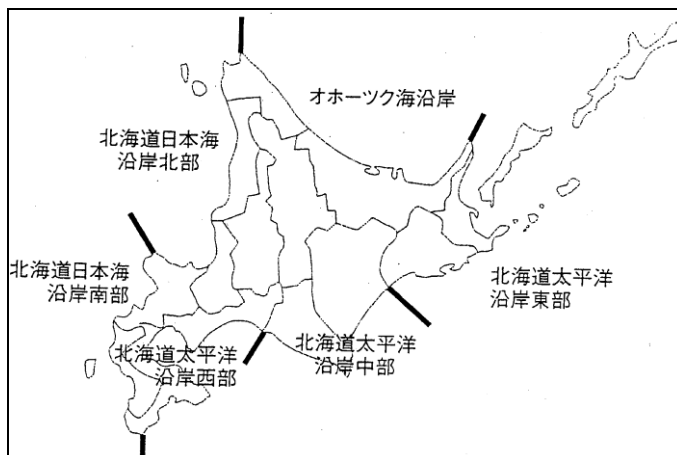 オホーツク海沿岸
北海道日本海
沿岸北部
北海道日本海
沿岸南部
北海道太平洋
沿岸東部
北海道太平洋
沿岸西部
北海道太平洋
沿岸中部